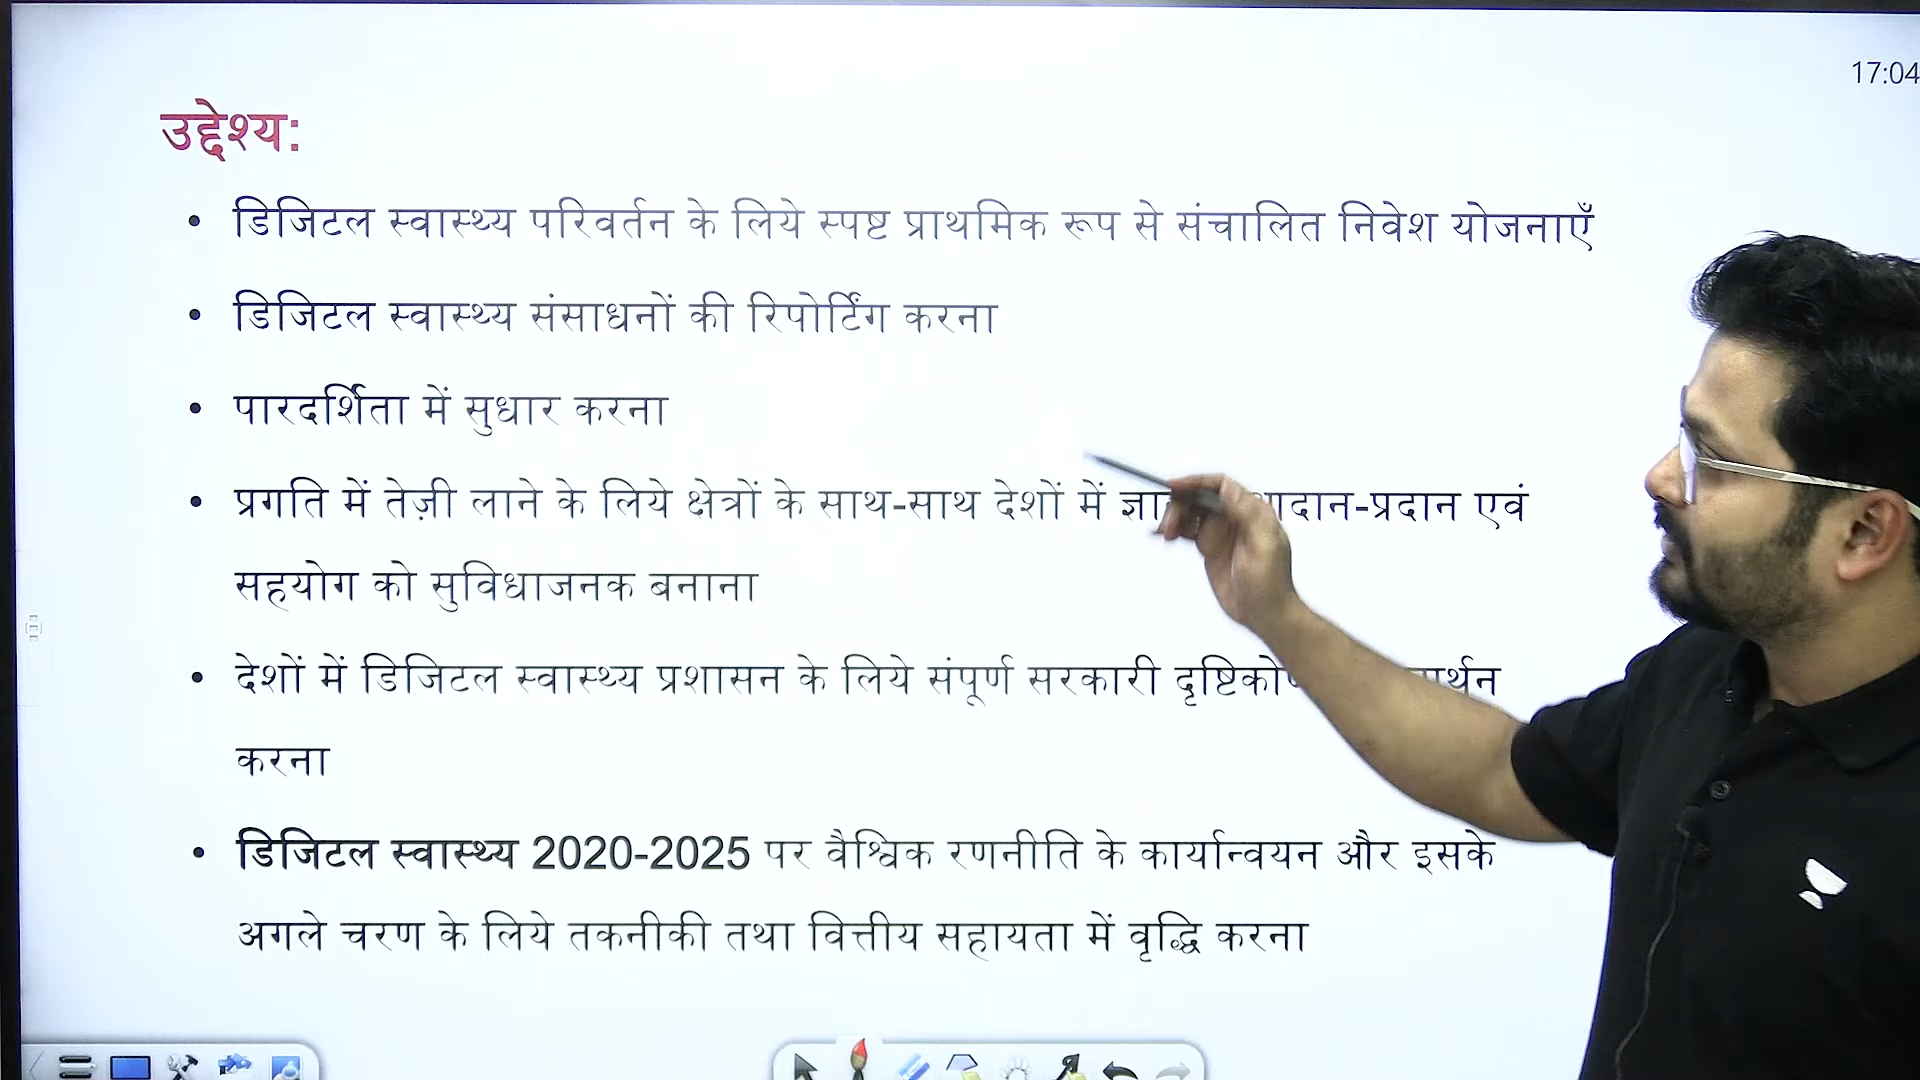 17:04
उद्देश्य:
• डिजिटल स्वास्थ्य परिवर्तन के लिये स्पष्ट प्राथमिक रूप से संचालित निवेश योजनाएँ
• डिजिटल स्वास्थ्य संसाधनों की रिपोर्टिंग करना
• पारदर्शिता में सुधार करना
• प्रगति में तेज़ी लाने के लिये क्षेत्रों के साथ-साथ देशों में आदान-प्रदान एवं
सहयोग को सुविधाजनक बनाना
• देशों में डिजिटल स्वास्थ्य प्रशासन के लिये संपूर्ण सरकारी
करना
• डिजिटल स्वास्थ्य 2020-2025 पर वैश्विक रणनीति के कार्यान्वयन और इसके
अगले चरण के लिये तकनीकी तथा वित्तीय सहायता में वृद्धि करना